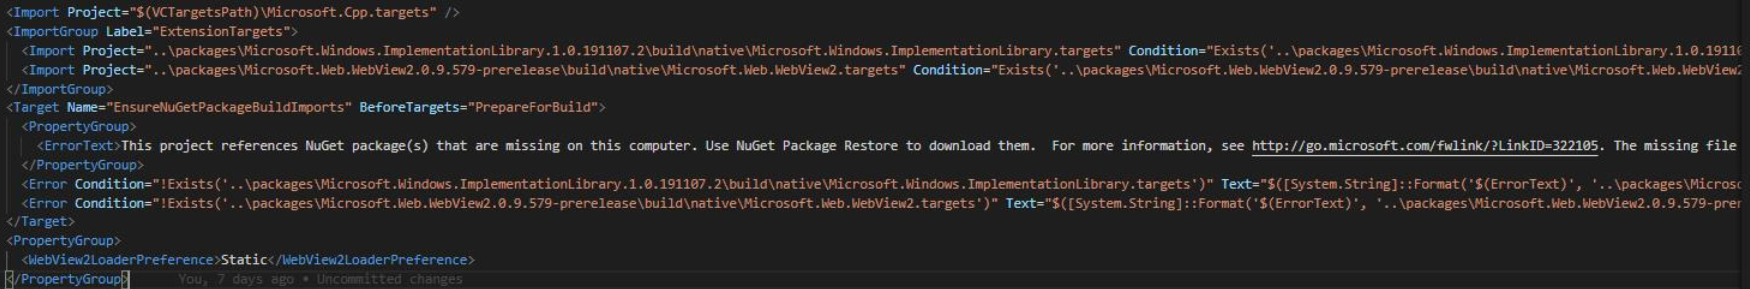 <Import Project="$(VCTargetsPath)\Microsoft.Cpp.targets" />
<ImportGroup Label="ExtensionTargets">
<Import Project="..\packages\Microsoft.Windows.ImplementationLibrary.1.0.191107.2\build\native\Microsoft.Windows.ImplementationLibrary.targets" Condition="Exists('..\packages\Microsoft.Windows.ImplementationLibrary.1.0.19110
<Import Project="..\packages\Microsoft.Web.WebView2.0.9.579-prerelease\build\native\Microsoft.Web.WebView2.targets" Condition="Exists('..\packages\Microsoft.Web.WebView2.0.9.579-prerelease\build\native\Microsoft.Web.WebView2
</ImportGroup>
<Target Name="EnsureNuGetPackageBuildImports" BeforeTargets="PrepareForBuild">
<PropertyGroup>
<ErrorText>This project references NuGet package(s) that are missing on this computer. Use NuGet Package Restore to download them.  For more information, see http://go.microsoft.com/fwlink/?LinkID=322105. The missing file
</PropertyGroup>
<Error Condition="!Exists('..\packages\Microsoft.Windows.ImplementationLibrary.1.0.191107.2\build\native\Microsoft.Windows.ImplementationLibrary.targets')" Text="$([System.String]::Format('$(ErrorText)', '..\packages\Microso
<Error Condition="!Exists('..\packages\Microsoft.Web.WebView2.0.9.579-prerelease\build\native\Microsoft.Web.WebView2.targets')" Text="$([System.String]::Format('$(ErrorText)', '..\packages\Microsoft.Web.WebView2.0.9.579-prer
</Target>
<PropertyGroup>
<WebView2LoaderPreference>Static</WebView2LoaderPreference>
</PropertyGroup> You, 7 days ago • Uncommitted changes